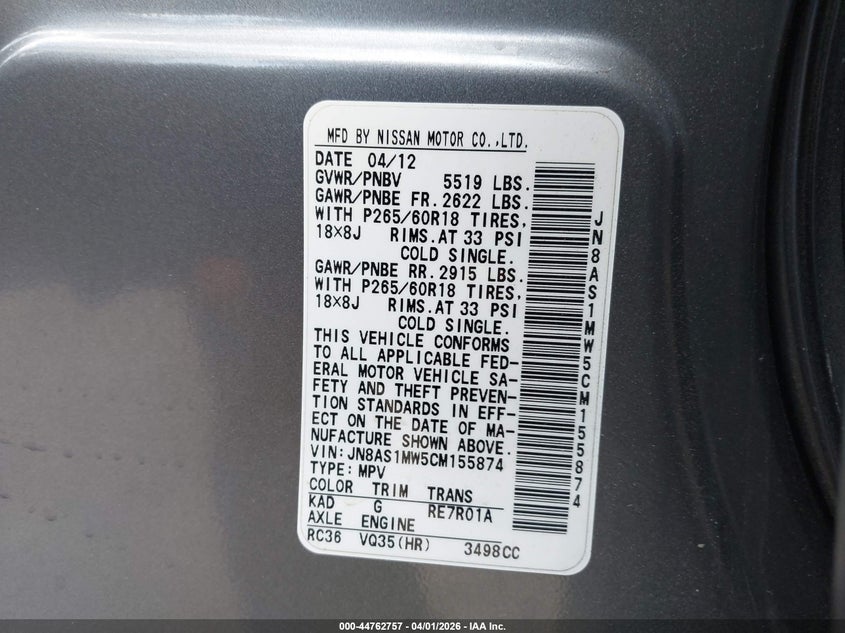 MFD BY NISSAN MOTOR CO.,LTD.
DATE 04/12
GVWR/PNBV 5519 LBS.
GAWR/PNBE FR. 2622 LBS.
WITH P265/60R18 TIRES,
18×8J RIMS.AT 33 PSI
COLD SINGLE.
GAWR/PNBE RR. 2915 LBS.
WITH P265/60R18 TIRES,
18×8J RIMS.AT 33 PSI
COLD SINGLE.
THIS VEHICLE CONFORMS
TO ALL APPLICABLE FED-
ERAL MOTOR VEHICLE SA-
FETY AND THEFT PREVEN-
TION STANDARDS IN EFF-
ECT ON THE DATE OF MA-
NUFACTURE SHOWN ABOVE.
VIN: JN8AS1MW5CM155874
TYPE: MPV
COLOR TRIM TRANS
KAD G RE7R01A
AXLE ENGINE
RC36 VQ35(HR) 3498CC
JN8AS1MW5CM155874
000-44762757 - 04/01/2026 - IAA Inc.